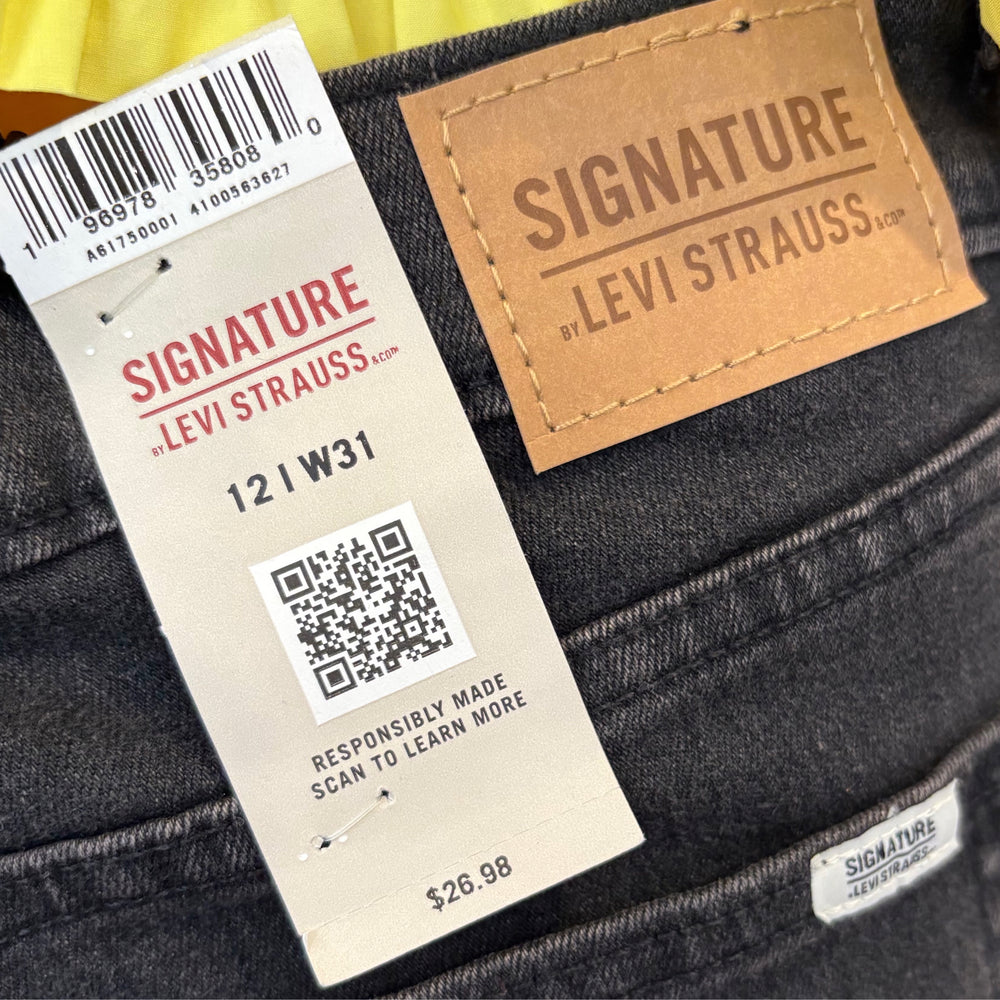 1 96978 35808 0
A61750001 4100563627
SIGNATURE
BY LEVI STRAUSS & CO™
12 | W31
RESPONSIBLY MADE
SCAN TO LEARN MORE
$26.98
SIGNATURE
BY LEVI STRAUSS & CO™
SIGNATURE
LEVI STRAUSS